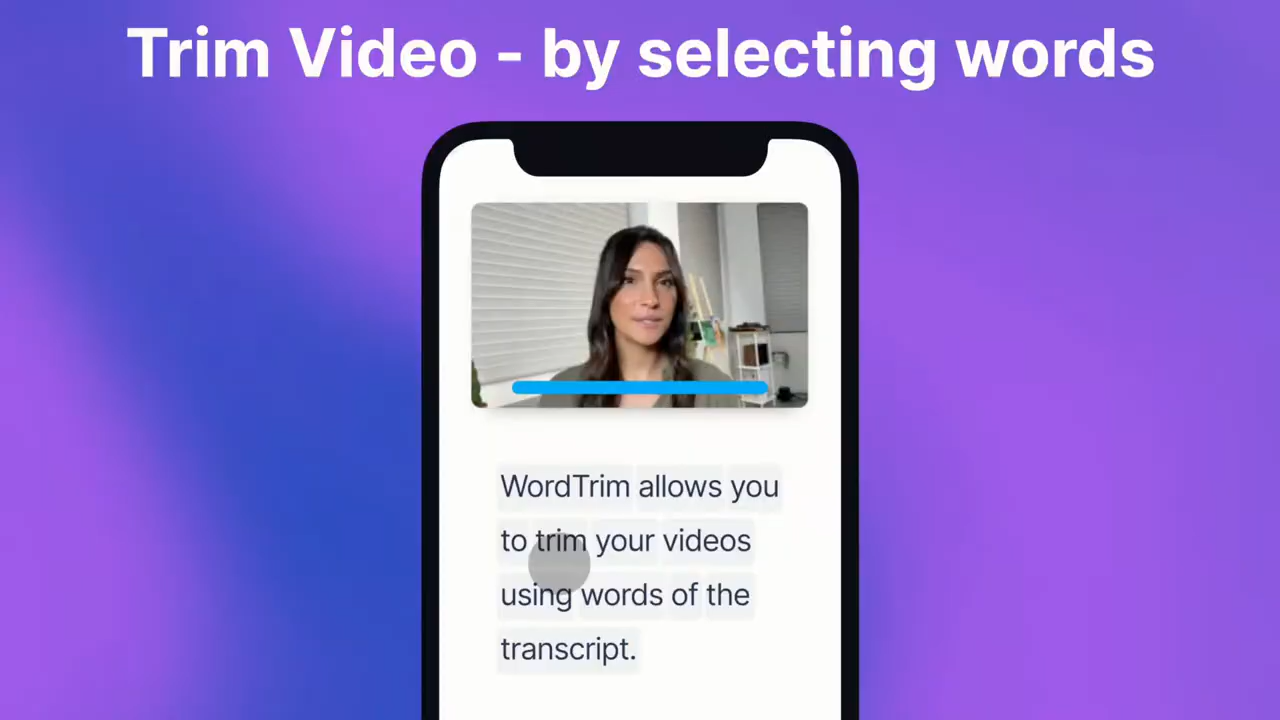 Trim Video - by selecting words
WordTrim allows you
to trim your videos
using words of the
transcript.